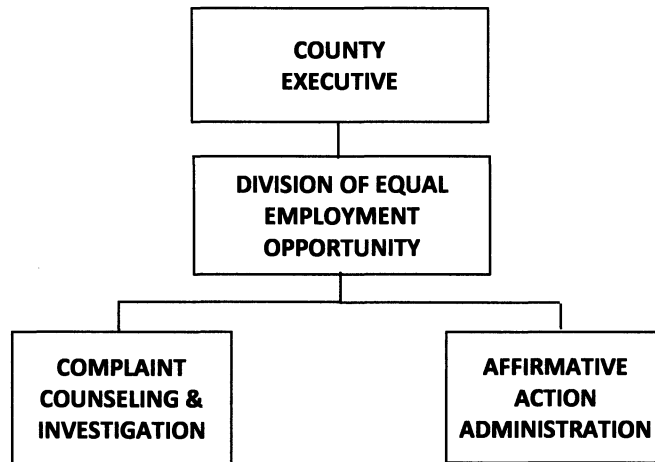 COUNTY
EXECUTIVE
DIVISION OF EQUAL
EMPLOYMENT
OPPORTUNITY
COMPLAINT
COUNSELING &
INVESTIGATION
AFFIRMATIVE
ACTION
ADMINISTRATION